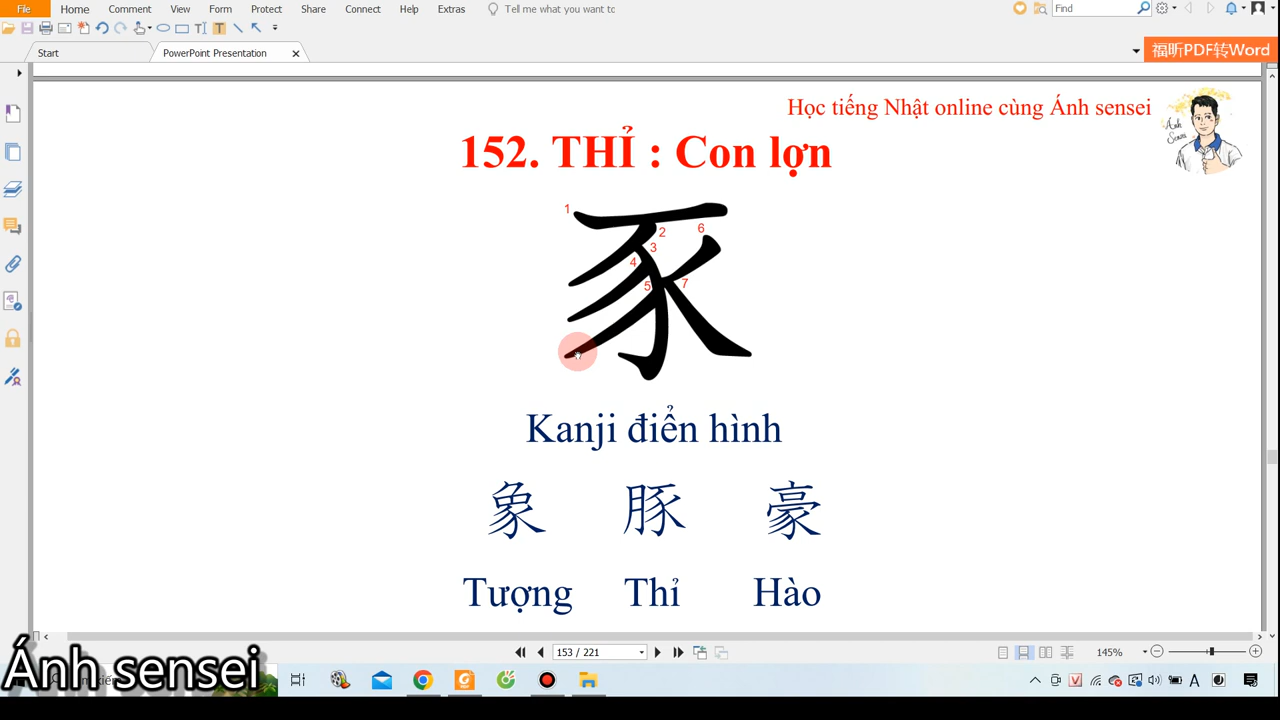 File Home Comment View Form Protect Share Connect Help Extras Tell me what you want to Find
Start PowerPoint Presentation 福昕PDF转Word
Học tiếng Nhật online cùng Ánh sensei
Ánh Sensei
152. THỈ : Con lợn
豕
1
2
3
4
5
6
7
Kanji điển hình
象 豚 豪
Tượng Thỉ Hào
153 / 221 145%
Ánh sensei